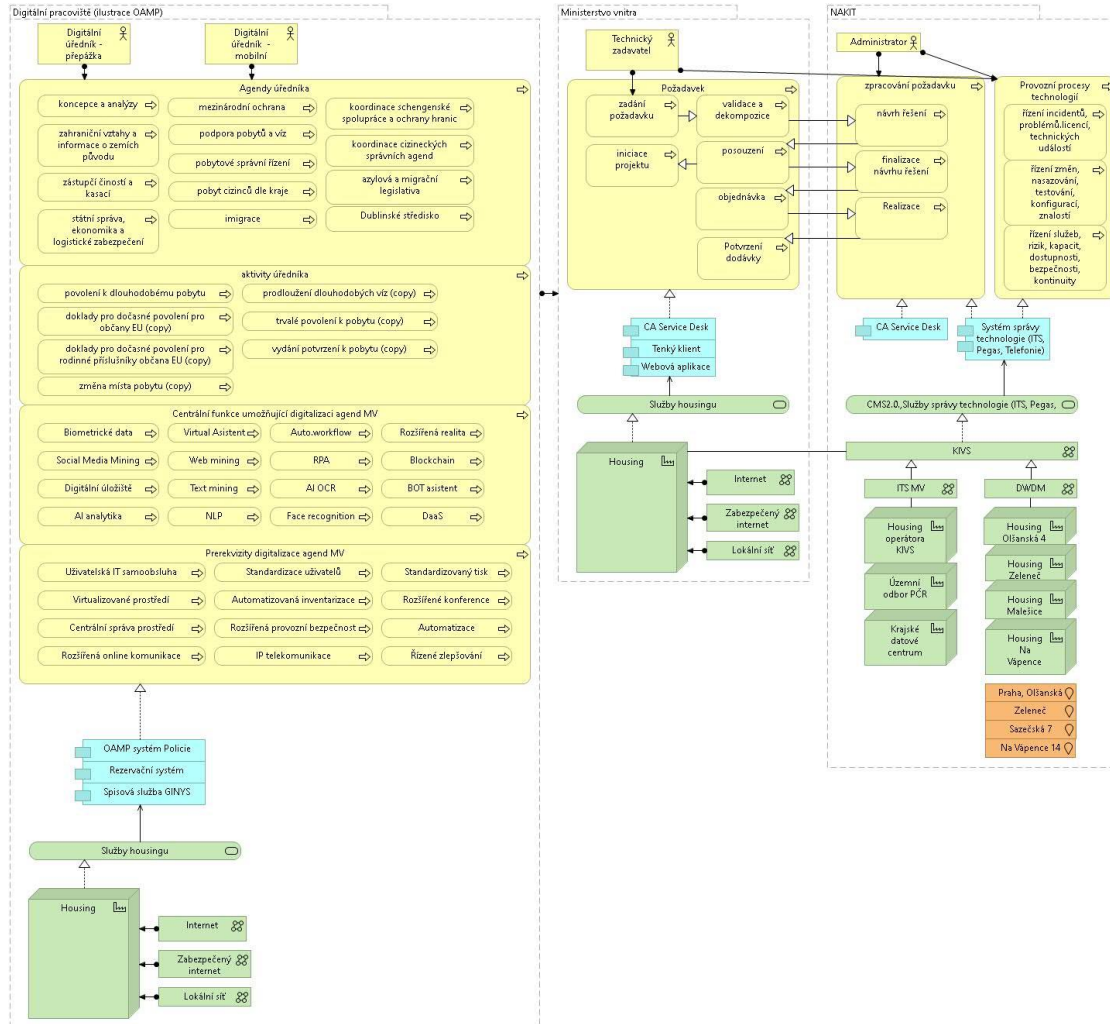 Digitální pracoviště (ilustrace OAMP)
Digitální
úředník -
přepážka
Digitální
úředník -
mobilní
Agendy úředníka
koncepce a analýzy
zahraniční vztahy a
informace o zemích
původu
zástupčí čínostî a
kasací
státní správa,
ekonomika a
logistické zabezpečení
mezinárodní ochrana
podpora pobytů a víz
pobytové správní řízení
pobyt cizinců dle kraje
imigrace
koordinace schengenské
spolupráce a ochrany hranic
koordinace cizineckých
správních agend
azylová a migrační
legislativa
Dublinské středisko
aktivity úředníka
povolení k dlouhodobému pobytu
doklady pro dočasné povolení pro
občany EU (copy)
doklady pro dočasné povolení pro
rodinné příslušníky občana EU (copy)
změna místa pobytu (copy)
prodloužení dlouhodobých víz (copy)
trvalé povolení k pobytu (copy)
vydání potvrzení k pobytu (copy)
Centrální funkce umožňující digitalizaci agend MV
Biometrické data
Virtual Asistent
Auto.workflow
Rozšířená realita
Social Media Mining
Web mining
RPA
Blockchain
Digitální úložiště
Text mining
AI OCR
BOT asistent
AI analytika
NLP
Face recognition
DaaS
Prerekvizity digitalizace agend MV
Uživatelská IT samoobsluha
Standardizace uživatelů
Standardizovaný tisk
Virtualizované prostředí
Automatizovaná inventarizace
Rozšířené konference
Centrální správa prostředí
Rozšířená provozní bezpečnost
Automatizace
Rozšířená online komunikace
IP telekomunikace
Řízené zlepšování
OAMP systém Policie
Rezervační systém
Spisová služba GINYS
Služby housingu
Housing
Internet
Zabezpečený
internet
Lokální síť
Ministerstvo vnitra
Technický
zadavatel
Požadavek
zadání
požadavku
validace a
dekompozice
iniciace
projektu
posouzení
objednávka
Potvrzení
dodávky
CA Service Desk
Tenký klient
Webová aplikace
Služby housingu
Housing
Internet
Zabezpečený
internet
Lokální síť
NAKIT
Administrator
zpracování požadavku
návrh řešení
finalizace
návrhu řešení
Realizace
Provozní procesy
technologií
řízení incidentů,
problémů.licencí,
technických
událostí
řízení změn,
nasazování,
testování,
konfigurací,
znalostí
řízení služeb,
rizik, kapacit,
dostupnosti,
bezpečnosti,
kontinuity
CA Service Desk
Systém správy
technologie (ITS,
Pegas, Telefonie)
CMS2.0.,Služby správy technologie (ITS, Pegas,
KIVS
ITS MV
DWDM
Housing
operátora
KIVS
Územní
odbor PČR
Krajské
datové
centrum
Housing
Olšanská 4
Housing
Zeleneč
Housing
Malešice
Housing
Na
Vápence
Praha, Olšanská
Zeleneč
Sazečská 7
Na Vápence 14